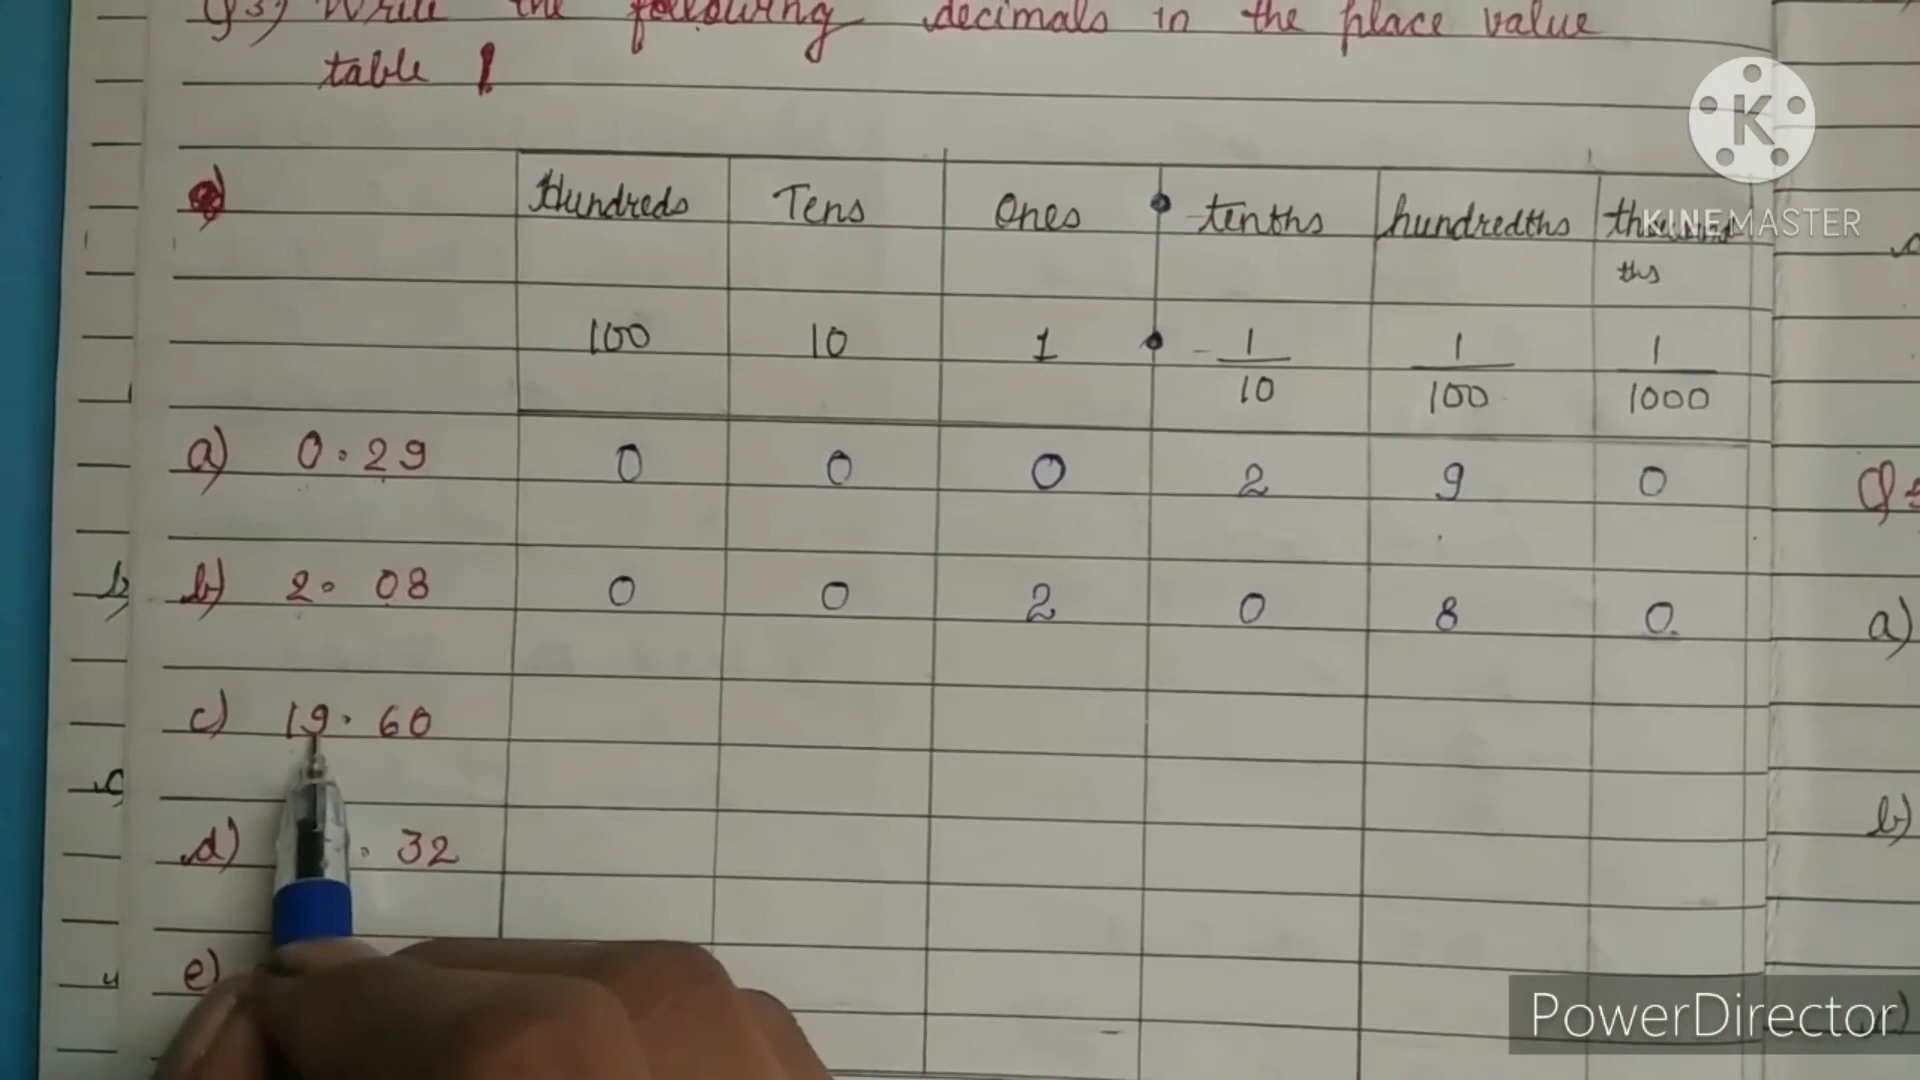 Q3) Write the following decimals in the place value
table !
K
KINEMASTER
Hundreds Tens Ones • tenths hundredths
ths
100 10 1 • 1/10 1/100 1/1000
a) 0.29 0 0 0 2 9 0
b) 2.08 0 0 2 0 8 0
c) 19.60
d) .32
e)
a)
b)
PowerDirector